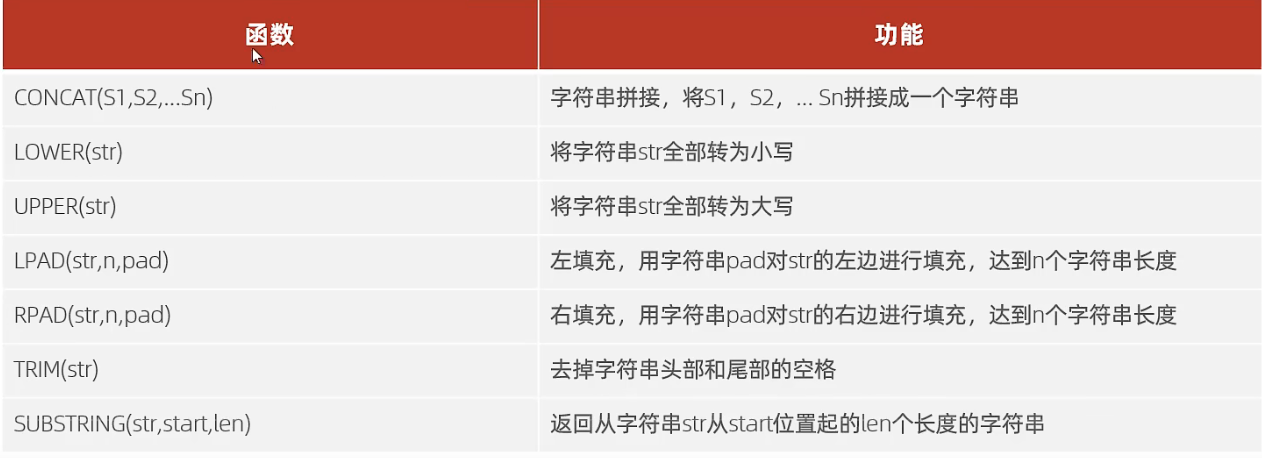 函数 功能
CONCAT(S1,S2,...Sn) 字符串拼接，将S1，S2，... Sn拼接成一个字符串
LOWER(str) 将字符串str全部转为小写
UPPER(str) 将字符串str全部转为大写
LPAD(str,n,pad) 左填充，用字符串pad对str的左边进行填充，达到n个字符串长度
RPAD(str,n,pad) 右填充，用字符串pad对str的右边进行填充，达到n个字符串长度
TRIM(str) 去掉字符串头部和尾部的空格
SUBSTRING(str,start,len) 返回从字符串str从start位置起的len个长度的字符串